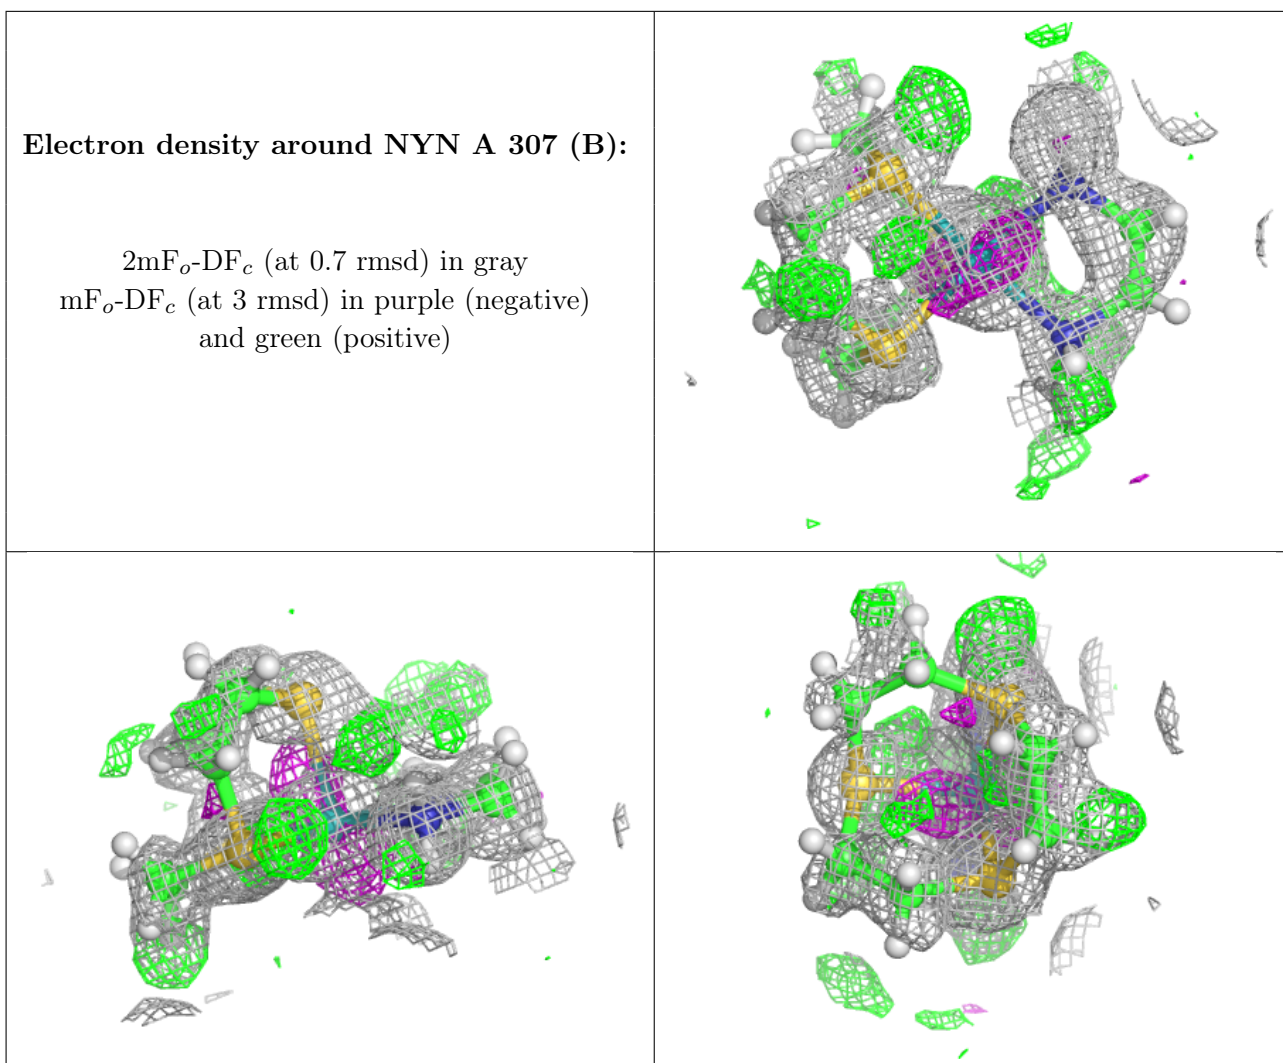 Electron density around NYN A 307 (B):
2mFo-DFc (at 0.7 rmsd) in gray
mFo-DFc (at 3 rmsd) in purple (negative)
and green (positive)